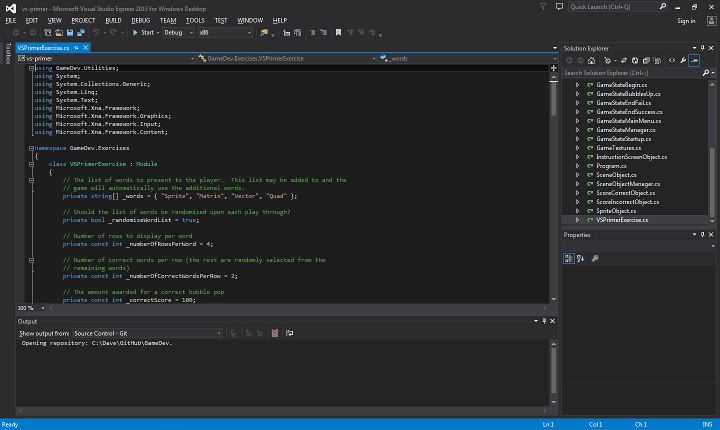 vs-primer - Microsoft Visual Studio Express 2013 for Windows Desktop
Quick Launch (Ctrl+Q)
FILE EDIT VIEW PROJECT BUILD DEBUG TEAM TOOLS TEST WINDOW HELP
Sign in
Start Debug x86
Toolbox
VSPrimerExercise.cs
vs-primer GameDev.Exercises.VSPrimerExercise _words
using GameDev.Utilities;
using System;
using System.Collections.Generic;
using System.Linq;
using System.Text;
using Microsoft.Xna.Framework;
using Microsoft.Xna.Framework.Graphics;
using Microsoft.Xna.Framework.Input;
using Microsoft.Xna.Framework.Content;
namespace GameDev.Exercises
{
class VSPrimerExercise : Module
{
// The list of words to present to the player. This list may be added to and the
// game will automatically use the additional words.
private string[] _words = { "Sprite", "Matrix", "Vector", "Quad" };
// Should the list of words be randomized upon each play through?
private bool _randomizeWordList = true;
// Number of rows to display per word
private const int _numberOfRowsPerWord = 4;
// Number of correct words per row (the rest are randomly selected from the
// remaining words)
private const int _numberOfCorrectWordsPerRow = 2;
// The amount awarded for a correct bubble pop
private const int _correctScore = 100;
100 %
Output
Show output from: Source Control - Git
Opening repository: C:\Dave\GitHub\GameDev.
Solution Explorer
Search Solution Explorer (Ctrl+;)
C# GameStateBegin.cs
C# GameStateBubblesUp.cs
C# GameStateEndFail.cs
C# GameStateEndSuccess.cs
C# GameStateMainMenu.cs
C# GameStateManager.cs
C# GameStateStartup.cs
C# GameTextures.cs
C# InstructionScreenObject.cs
C# Program.cs
C# SceneObject.cs
C# SceneObjectManager.cs
C# ScoreCorrectObject.cs
C# ScoreIncorrectObject.cs
C# SpriteObject.cs
C# VSPrimerExercise.cs
Properties
Ready Ln 1 Col 1 Ch 1 INS